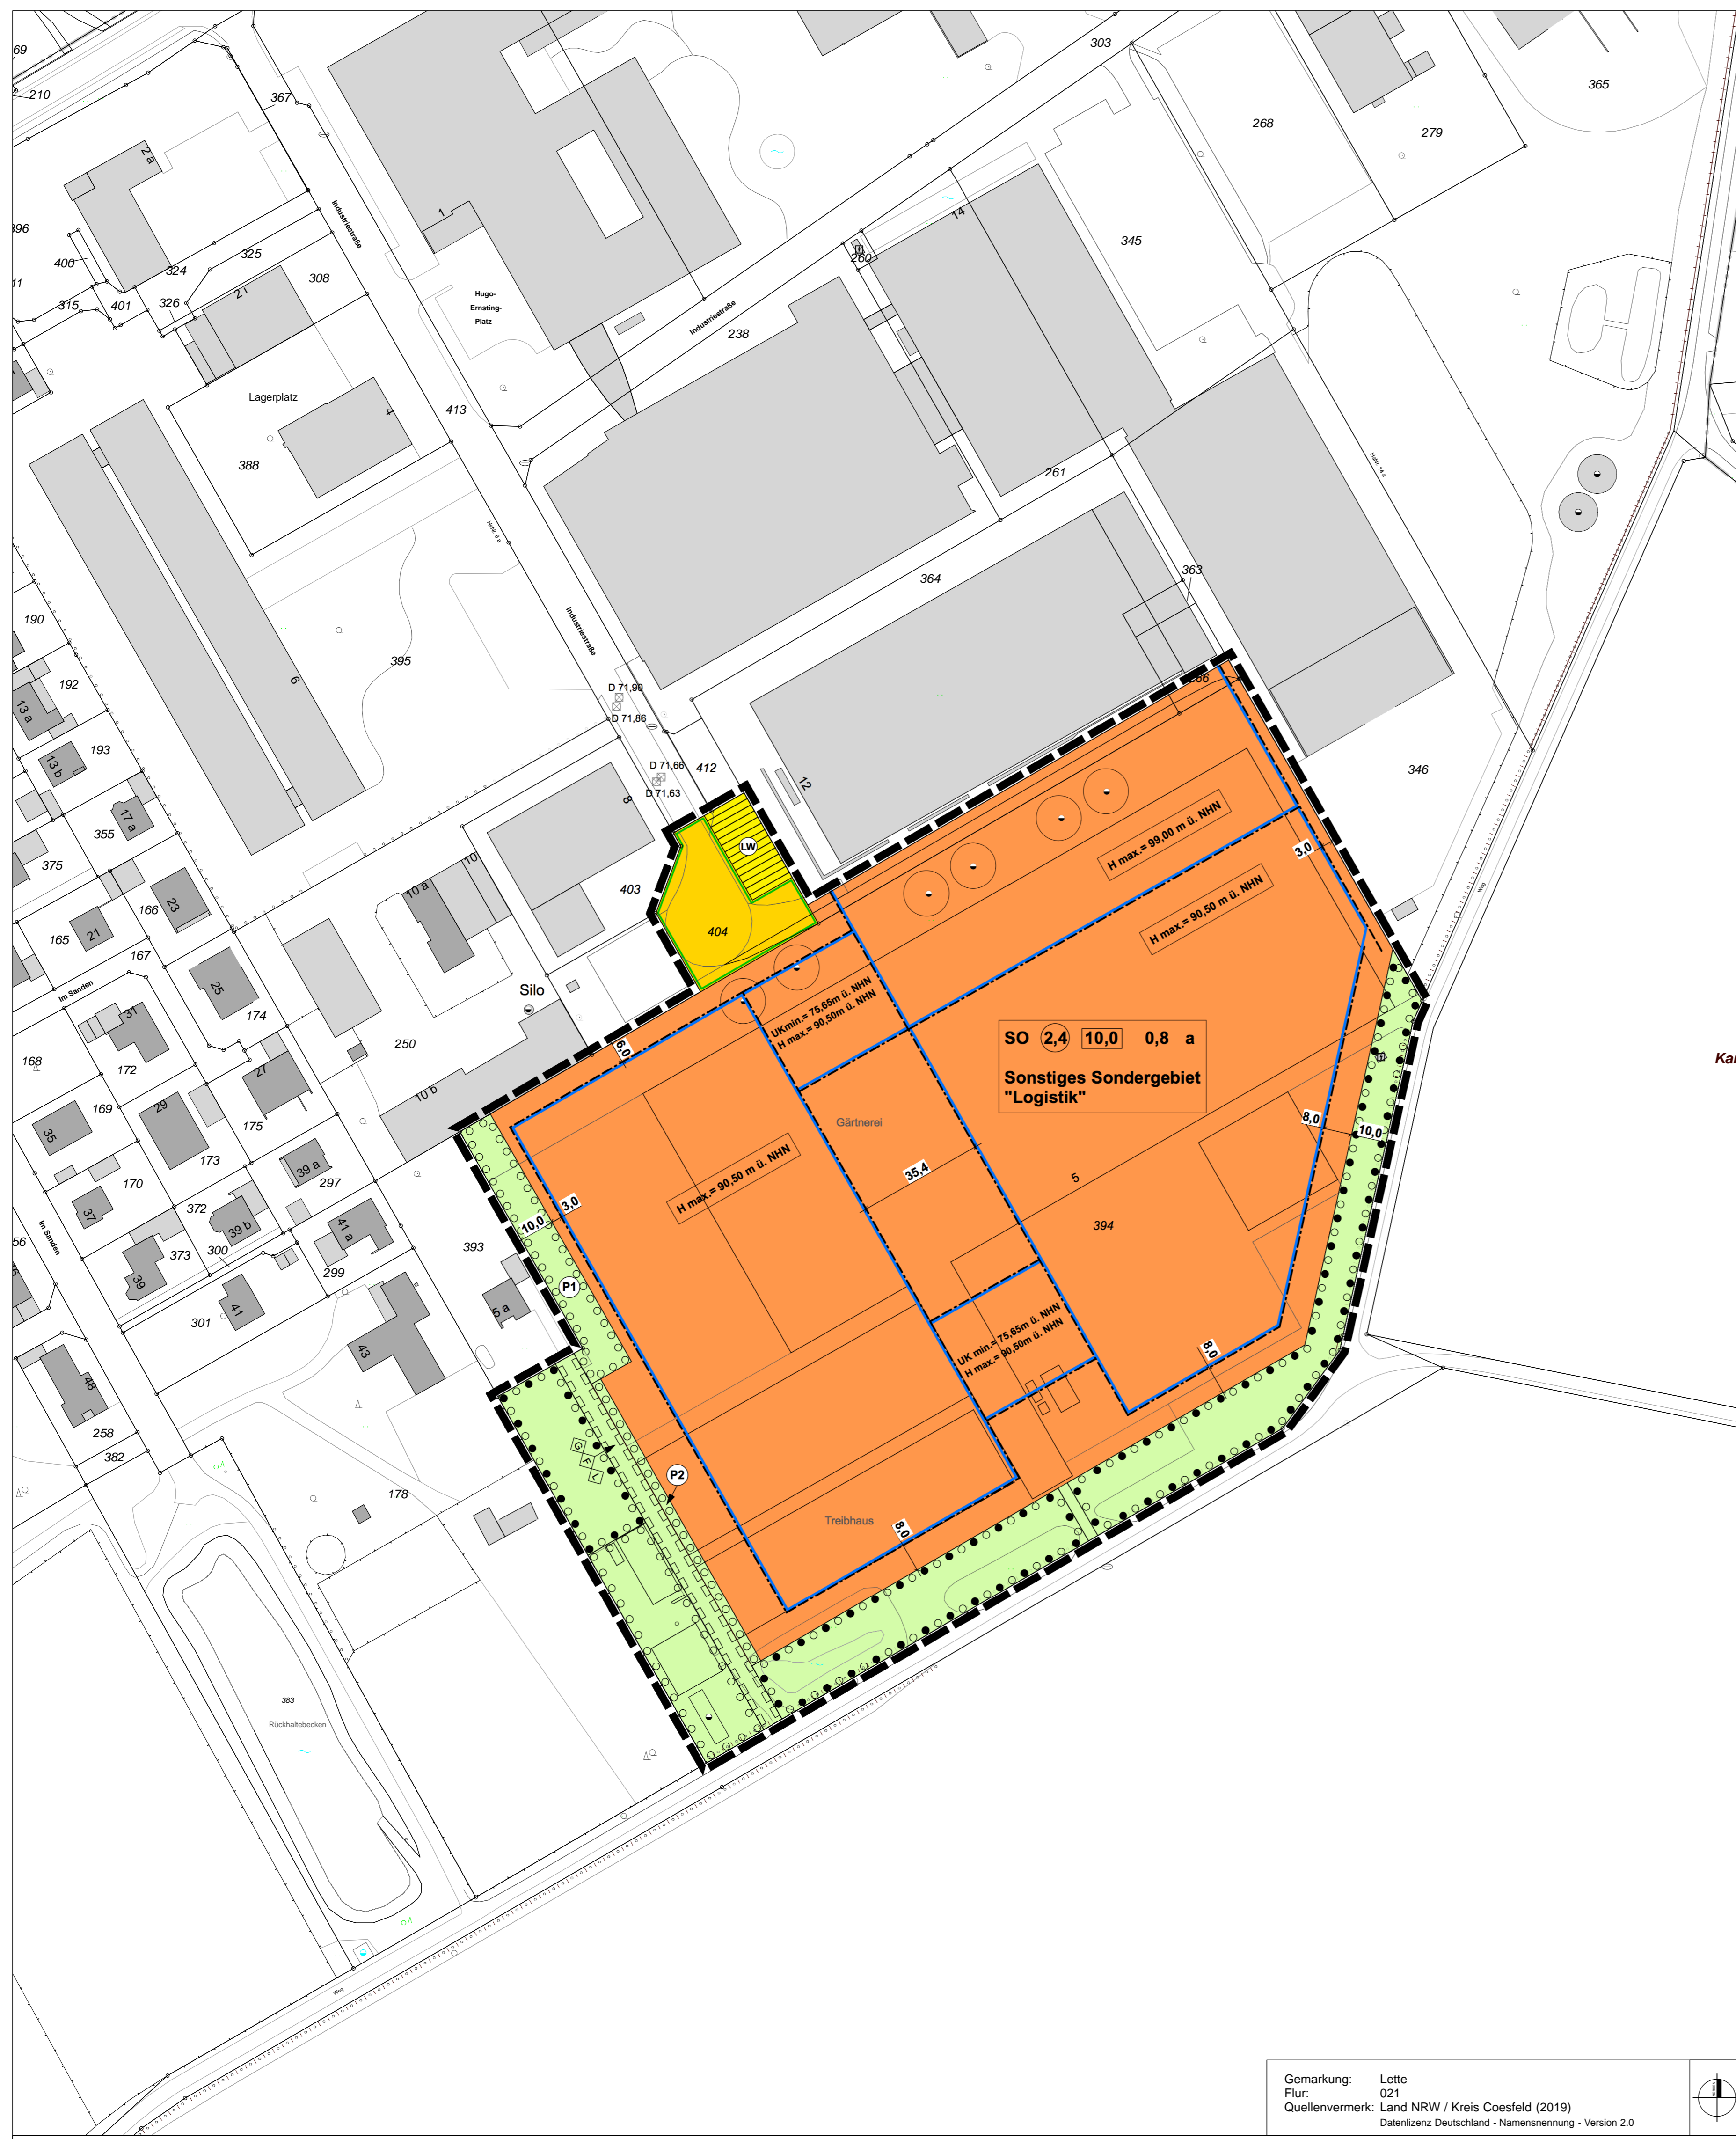 69
210
367
303
365
268
279
2 a
1
396
400
324
325
Industriestraße
14
345
260
11
315
401
326
2 i
308
Hugo-
Ernsting-
Platz
Industriestraße
238
Lagerplatz
4
413
388
HsNr. 6 a
261
HsNr. 14 a
364
363
Industriestraße
190
395
6
192
13 a
D 71,90
D 71,86
266
193
13 b
D 71,66
D 71,63
412
12
346
355
17 a
8
H max.= 99,00 m ü. NHN
375
LW
3,0
10
10 a
403
166
23
165
21
404
H max.= 90,50 m ü. NHN
Weg
167
Im Sanden
25
Silo
174
UKmin.= 75,65m ü. NHN
H max.= 90,50m ü. NHN
31
250
6,0
SO 2,4 10,0 0,8 a
Sonstiges Sondergebiet
"Logistik"
Kar
168
172
27
10 b
169
29
Gärtnerei
8,0
10,0
35
175
173
39 a
H max.= 90,50 m ü. NHN
35,4
5
170
297
37
372
39 b
41 a
10,0
3,0
394
Im Sanden
56
300
373
393
39
299
P1
41
5 a
301
43
UK min.= 75,65m ü. NHN
H max.= 90,50m ü. NHN
8,0
48
258
382
G
F
L
P2
178
Treibhaus
8,0
383
Rückhaltebecken
Weg
Gemarkung: Lette
Flur: 021
Quellenvermerk: Land NRW / Kreis Coesfeld (2019)
Datenlizenz Deutschland - Namensnennung - Version 2.0